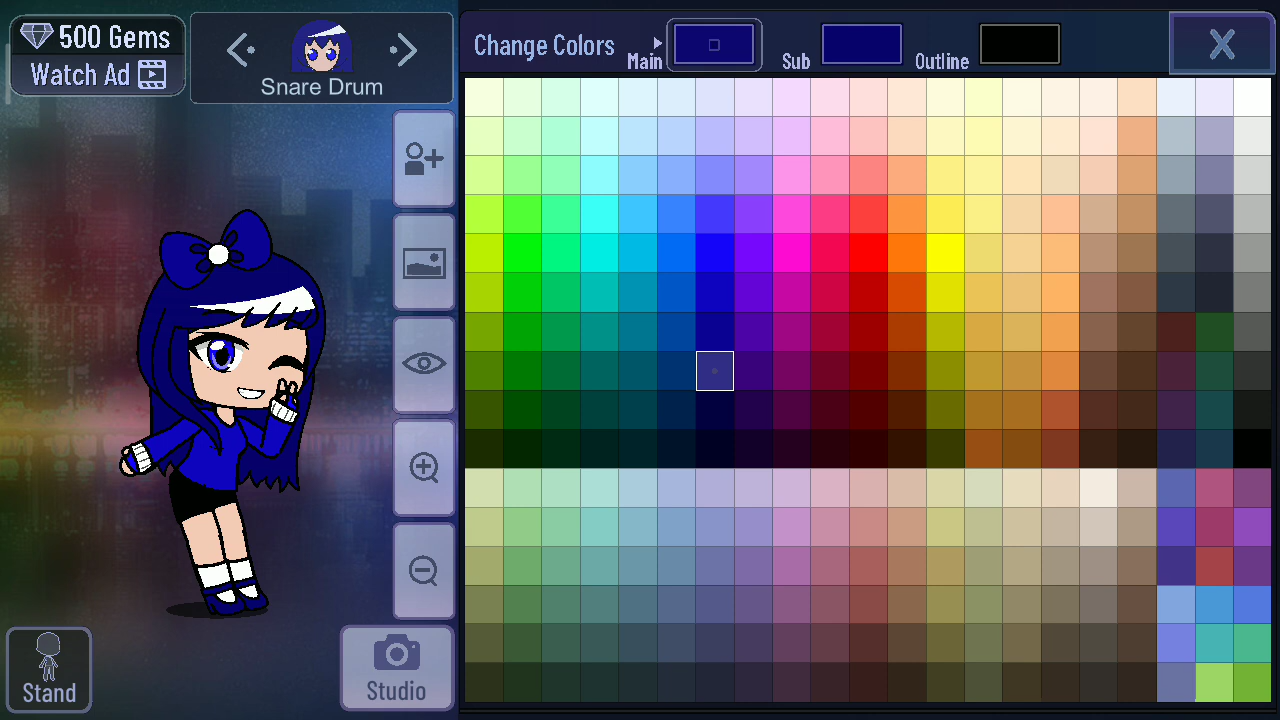 500 Gems
Watch Ad
Snare Drum
Change Colors
Main
Sub
Outline
X
Stand
Studio